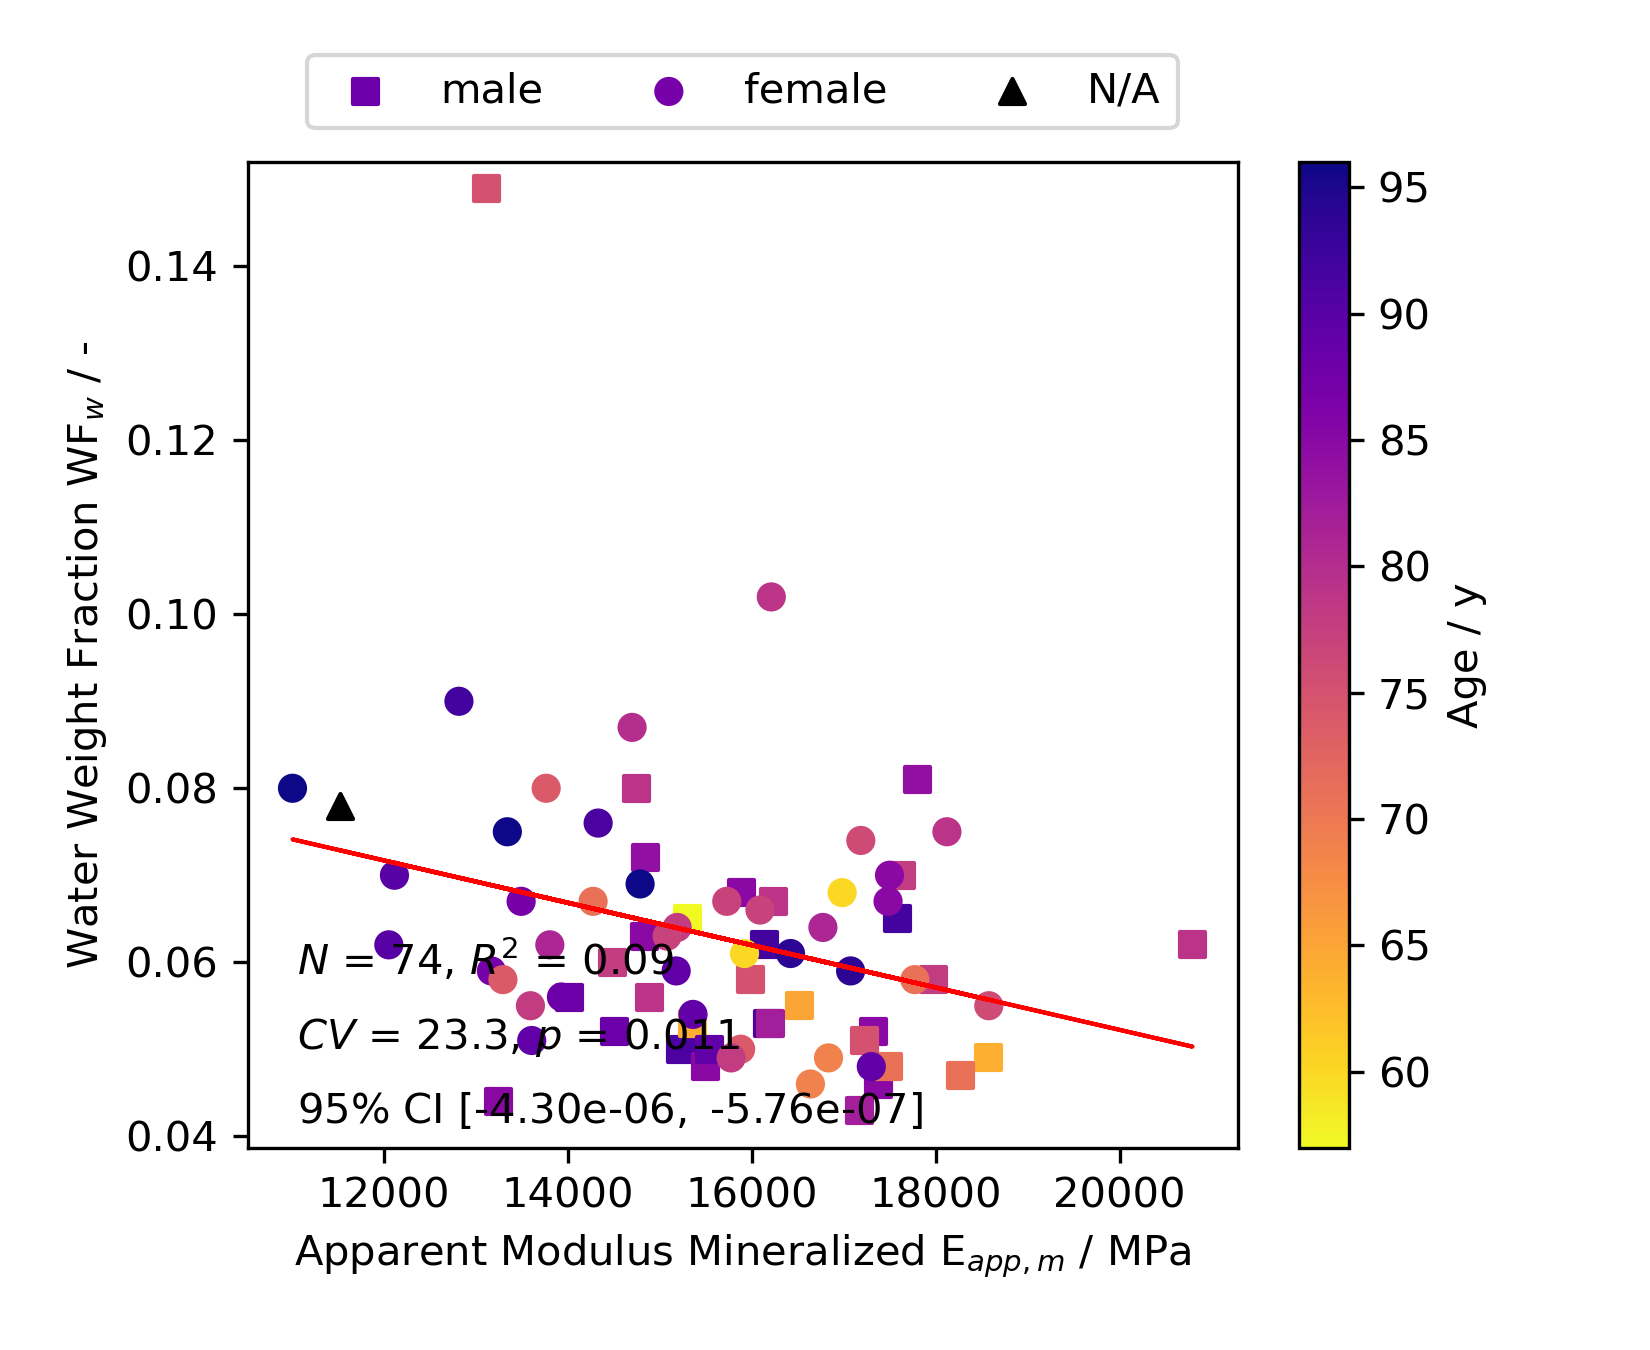 male female N/A
0.14
0.12
0.10
0.08
0.06
0.04
Water Weight Fraction WF_w / -
N = 74, R² = 0.09
CV = 23.3, p = 0.011
95% CI [-4.30e-06, -5.76e-07]
12000 14000 16000 18000 20000
Apparent Modulus Mineralized E_app,m / MPa
95
90
85
80
75
70
65
60
Age / y